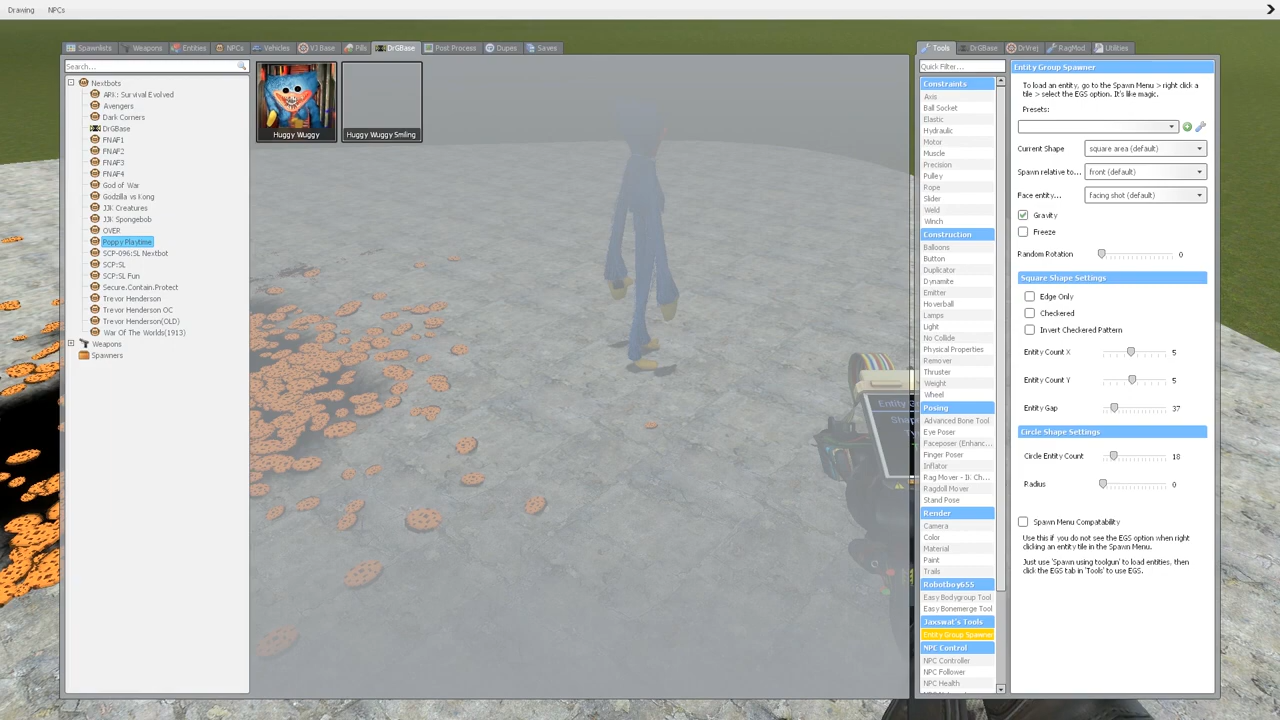 Drawing NPCs
Spawnlists Weapons Entities NPCs Vehicles VJ Base Pills DrGBase Post Process Dupes Saves
Search...
Nextbots
ARK: Survival Evolved
Avengers
Dark Corners
DrGBase
FNAF1
FNAF2
FNAF3
FNAF4
God of War
Godzilla vs Kong
JJK Creatures
JJK Spongebob
OVER
Poppy Playtime
SCP-096:SL Nextbot
SCP:SL
SCP:SL Fun
Secure.Contain.Protect
Trevor Henderson
Trevor Henderson OC
Trevor Henderson(OLD)
War Of The Worlds(1913)
Weapons
Spawners
Huggy Wuggy
Huggy Wuggy Smiling
Tools DrGBase DrVrej RagMod Utilities
Quick Filter...
Constraints
Axis
Ball Socket
Elastic
Hydraulic
Motor
Muscle
Precision
Pulley
Rope
Slider
Weld
Winch
Construction
Balloons
Button
Duplicator
Dynamite
Emitter
Hoverball
Lamps
Light
No Collide
Physical Properties
Remover
Thruster
Weight
Wheel
Posing
Advanced Bone Tool
Eye Poser
Faceposer (Enhanc...
Finger Poser
Inflator
Rag Mover - IK Ch...
Ragdoll Mover
Stand Pose
Render
Camera
Color
Material
Paint
Trails
Robotboy655
Easy Bodygroup Tool
Easy Bonemerge Tool
Jaxswat's Tools
Entity Group Spawner
NPC Control
NPC Controller
NPC Follower
NPC Health
Entity Group Spawner
To load an entity, go to the Spawn Menu > right click a
tile > select the EGS option. It's like magic.
Presets:
Current Shape square area (default)
Spawn relative to... front (default)
Face entity... facing shot (default)
Gravity
Freeze
Random Rotation 0
Square Shape Settings
Edge Only
Checkered
Invert Checkered Pattern
Entity Count X 5
Entity Count Y 5
Entity Gap 37
Circle Shape Settings
Circle Entity Count 18
Radius 0
Spawn Menu Compatability
Use this if you do not see the EGS option when right
clicking an entity tile in the Spawn Menu.
Just use 'Spawn using toolgun' to load entities, then
click the EGS tab in 'Tools' to use EGS.